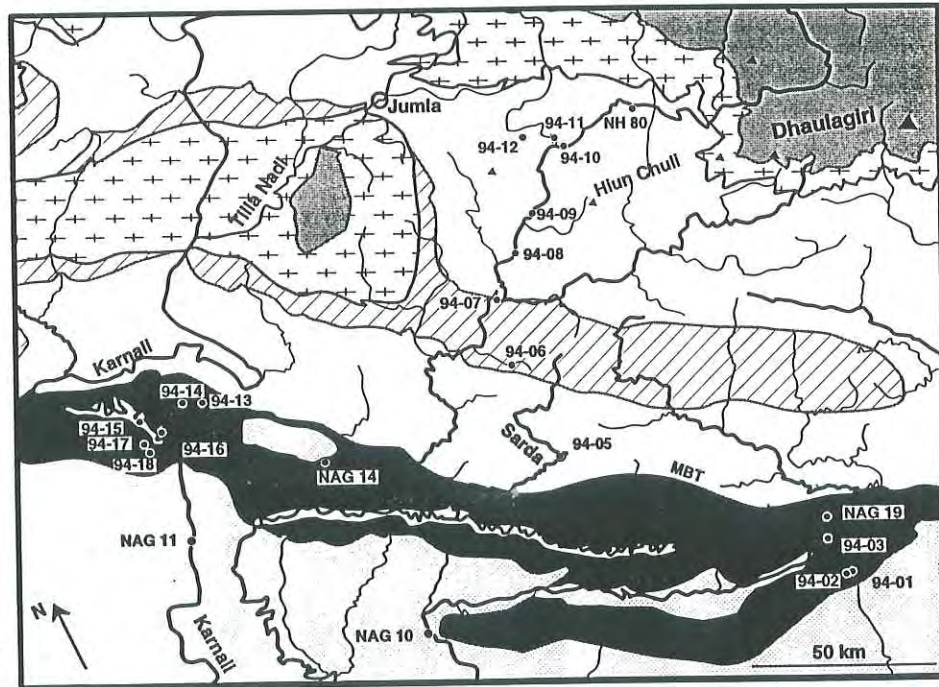 Jumla
NH 80
Dhaulagiri
94-11
94-12
94-10
Tilla Nadi
Hiun Chuli
94-09
94-08
94-07
94-06
Karnali
94-14
94-13
94-15
94-17
94-16
94-18
Sarda
94-05
NAG 14
MBT
NAG 19
NAG 11
94-03
94-02
94-01
N
Karnali
NAG 10
50 km